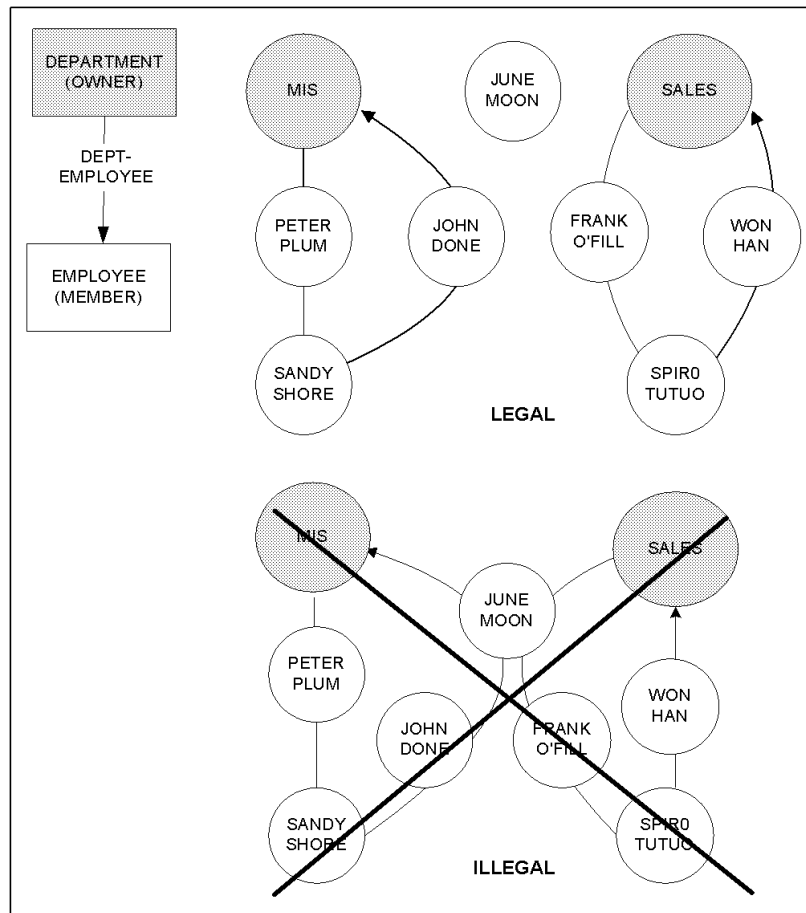 DEPARTMENT
(OWNER)
DEPT-
EMPLOYEE
EMPLOYEE
(MEMBER)
MIS
JUNE
MOON
SALES
PETER
PLUM
JOHN
DONE
FRANK
O'FILL
WON
HAN
SANDY
SHORE
SPIR0
TUTUO
LEGAL
MIS
SALES
JUNE
MOON
PETER
PLUM
JOHN
DONE
FRANK
O'FILL
WON
HAN
SANDY
SHORE
SPIR0
TUTUO
ILLEGAL